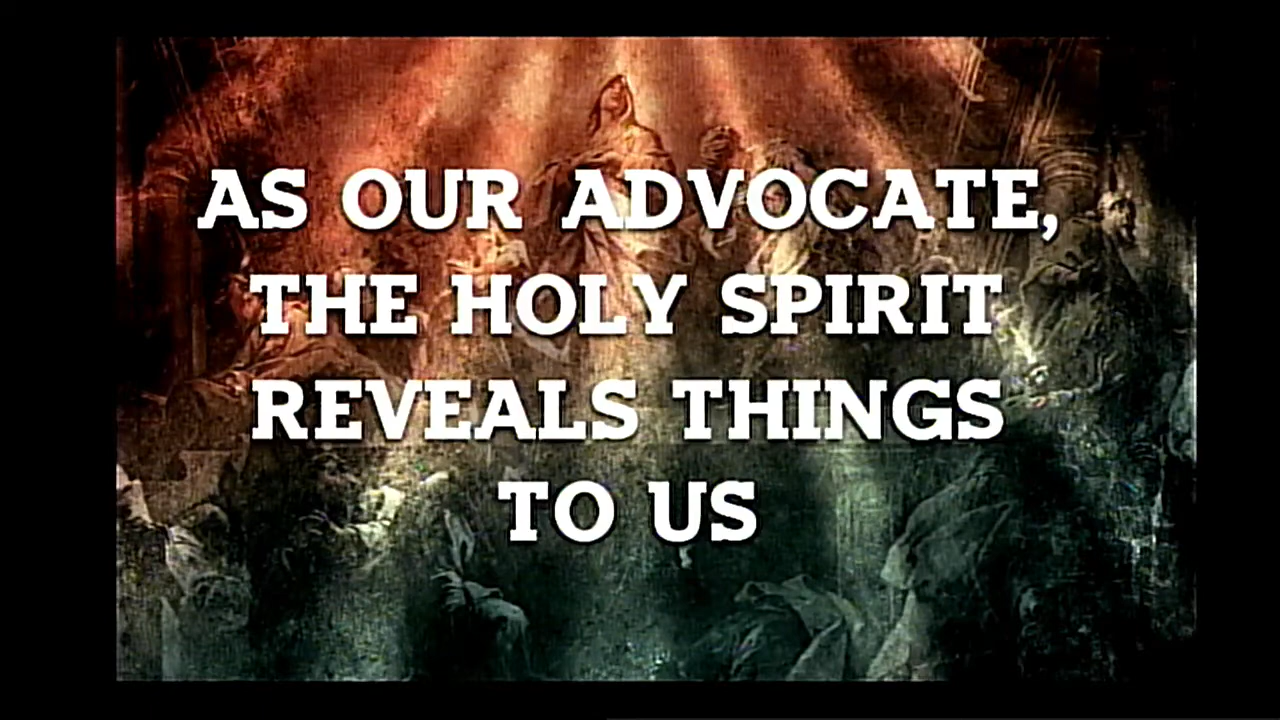 AS OUR ADVOCATE,
THE HOLY SPIRIT
REVEALS THINGS
TO US